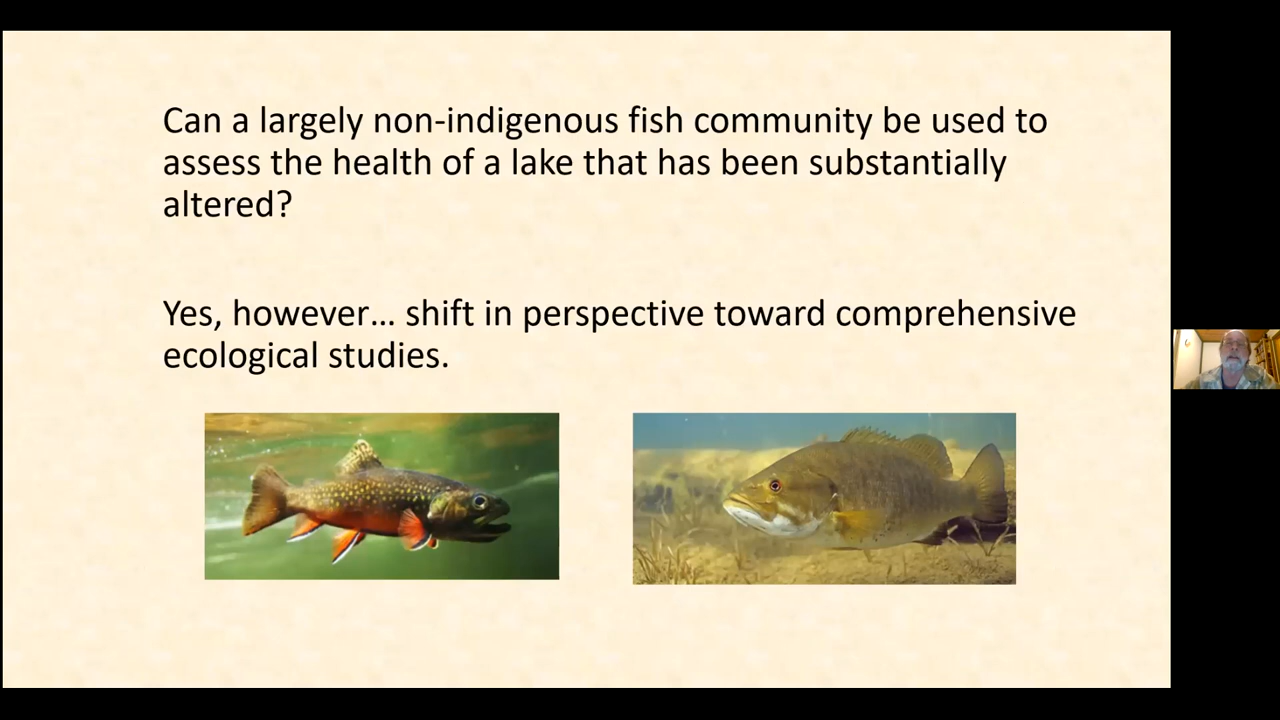 Can a largely non-indigenous fish community be used to
assess the health of a lake that has been substantially
altered?
Yes, however... shift in perspective toward comprehensive
ecological studies.